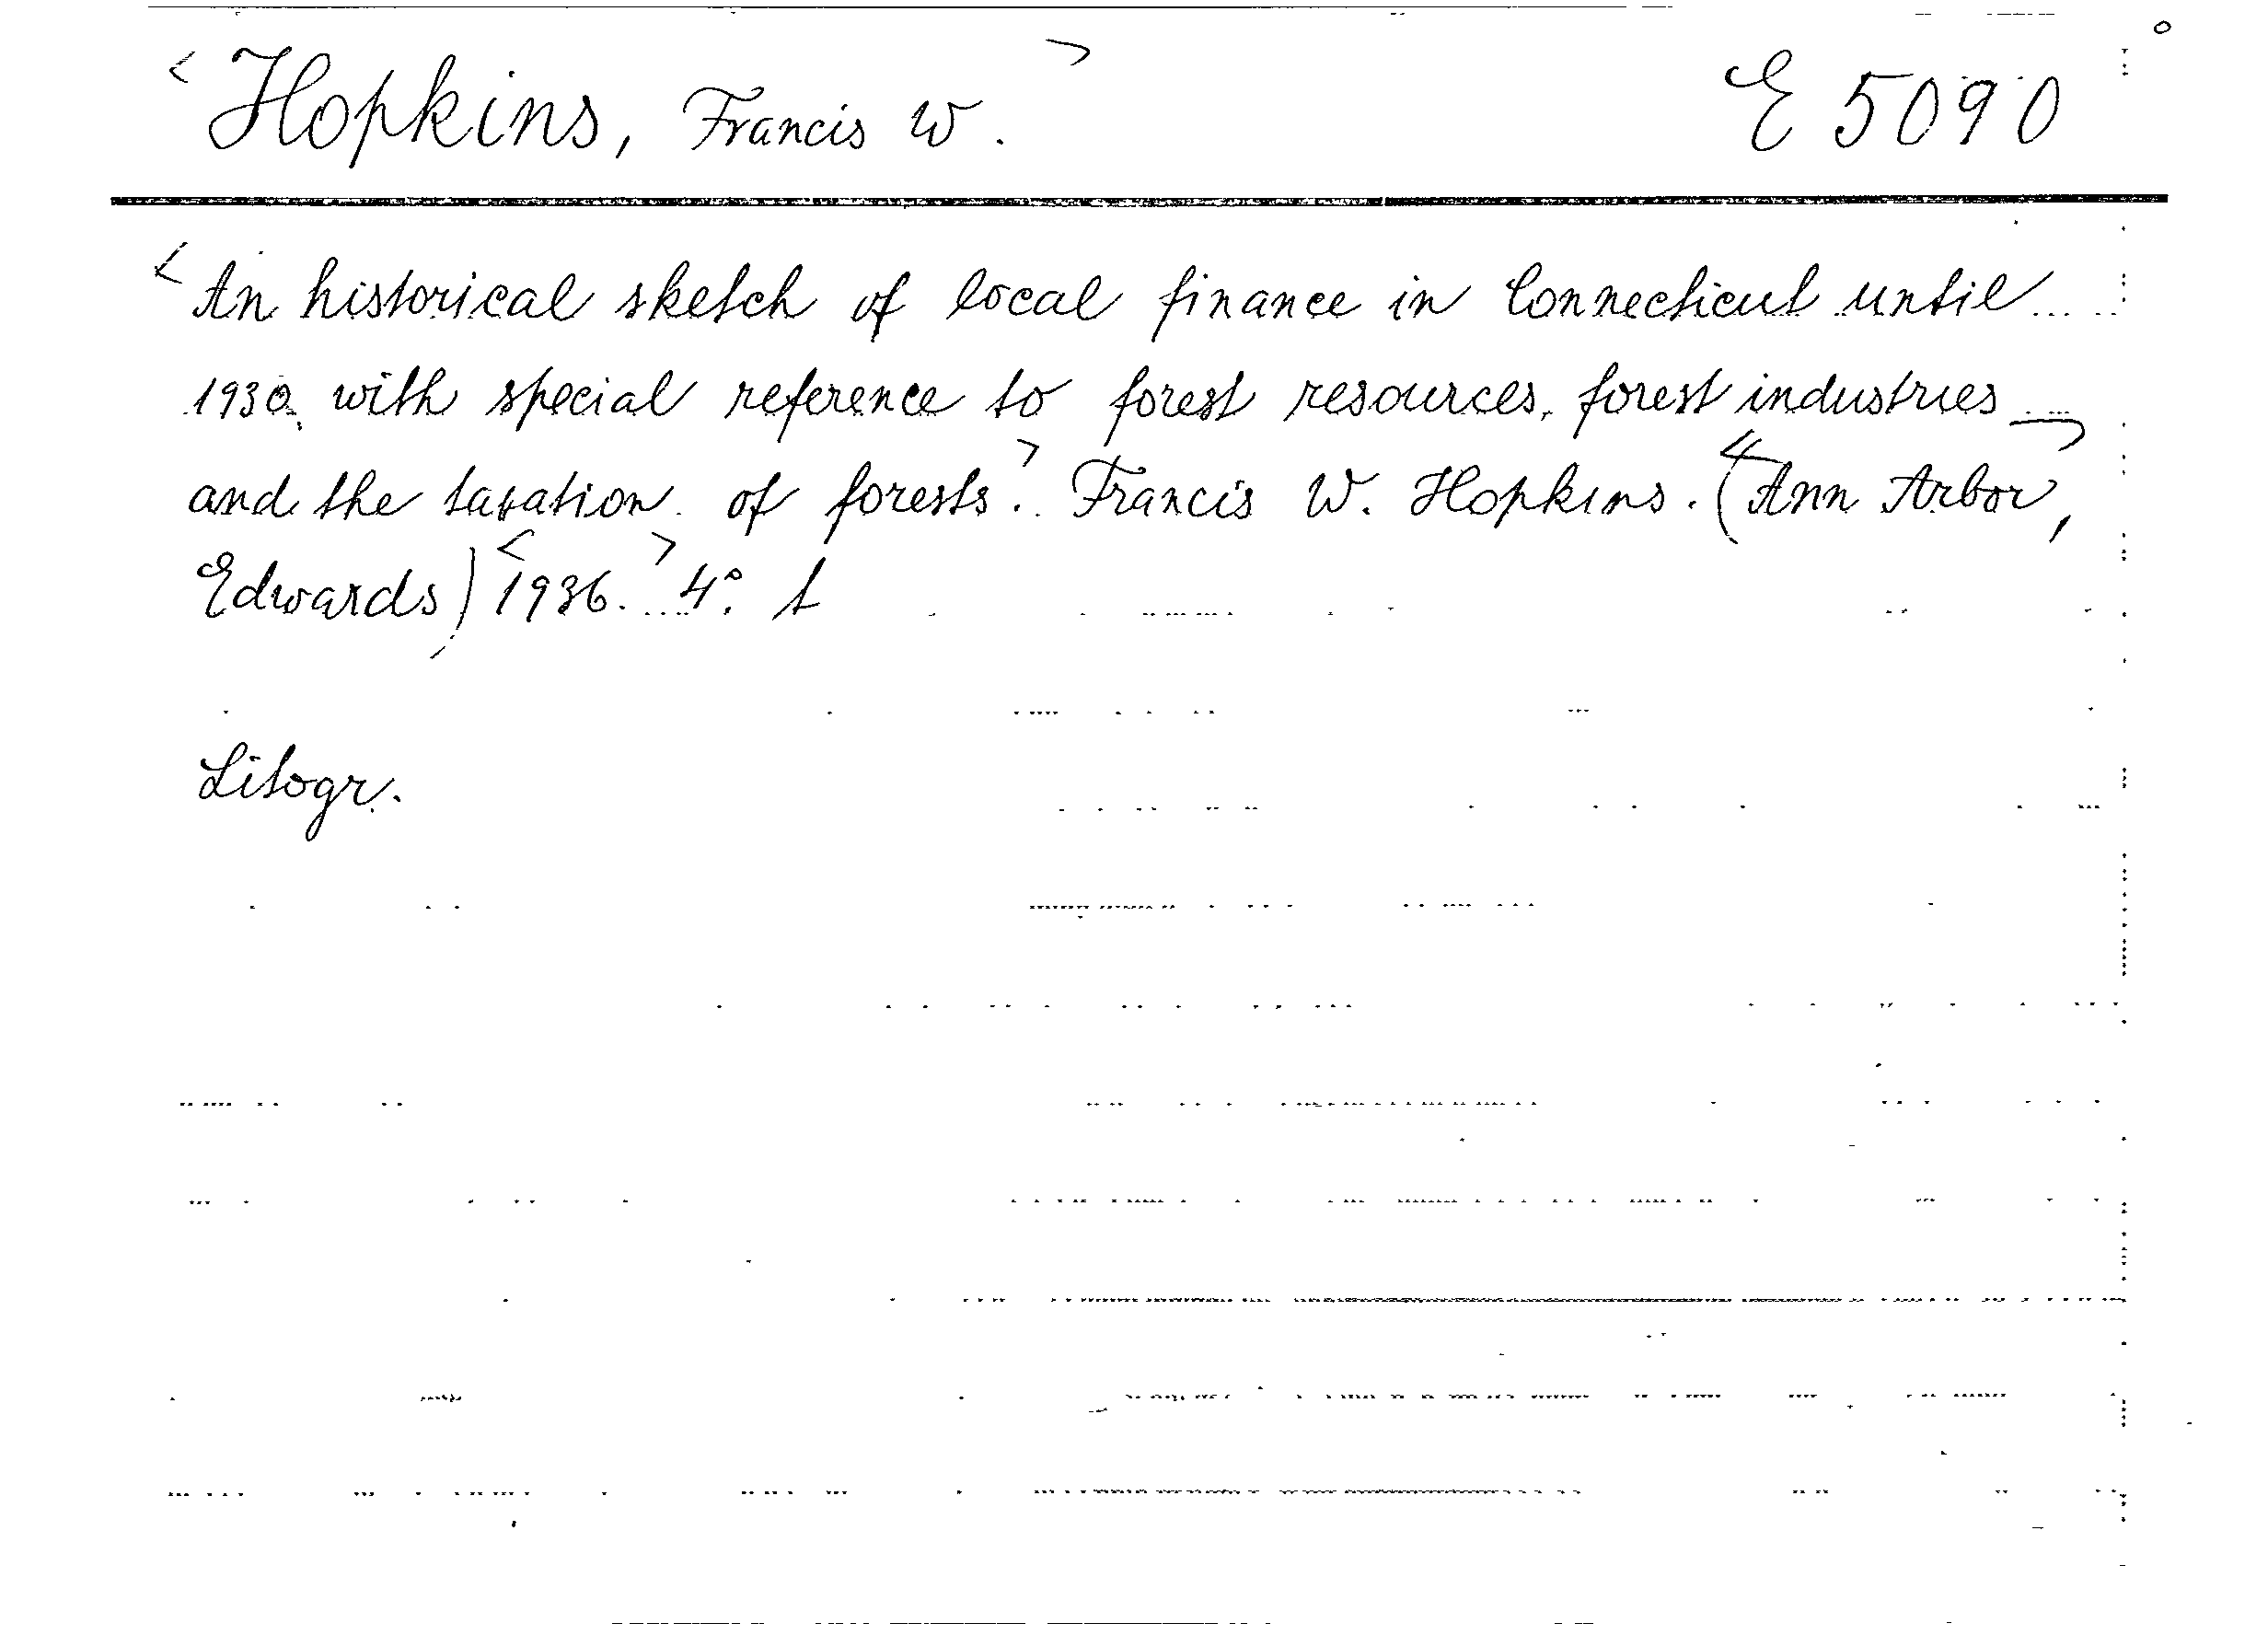 <Hopkins, Francis W.> E 5090
<An historical sketch of local finance in Connecticut until
1930, with special reference to forest resources, forest industries
and the taxation of forests.> Francis W. Hopkins. (<Ann Arbor,>
Edwards) <1936.> 4°.
Litogr.